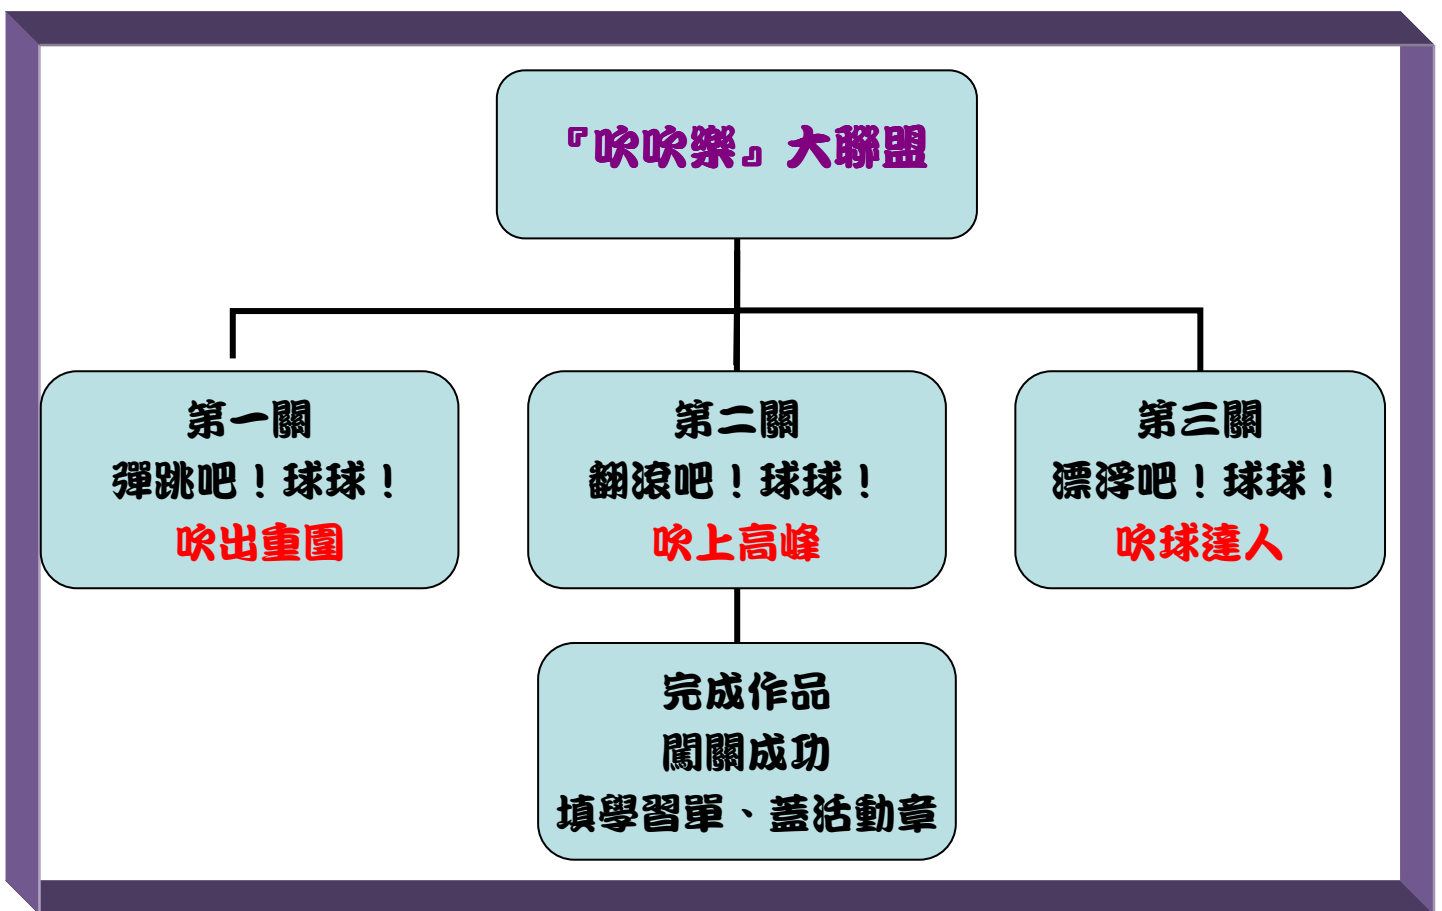 『吹吹樂』大聯盟
第一關
彈跳吧！球球！
吹出重圍
第二關
翻滾吧！球球！
吹上高峰
第三關
漂浮吧！球球！
吹球達人
完成作品
闖關成功
填學習單、蓋活動章